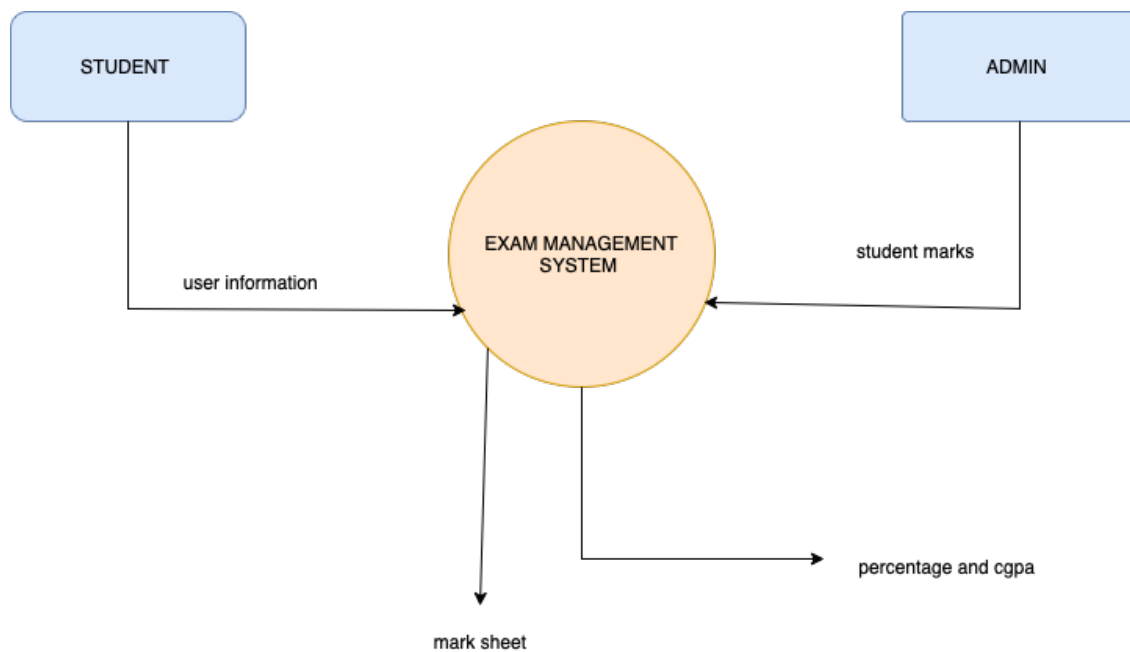 STUDENT
ADMIN
EXAM MANAGEMENT
SYSTEM
student marks
user information
percentage and cgpa
mark sheet